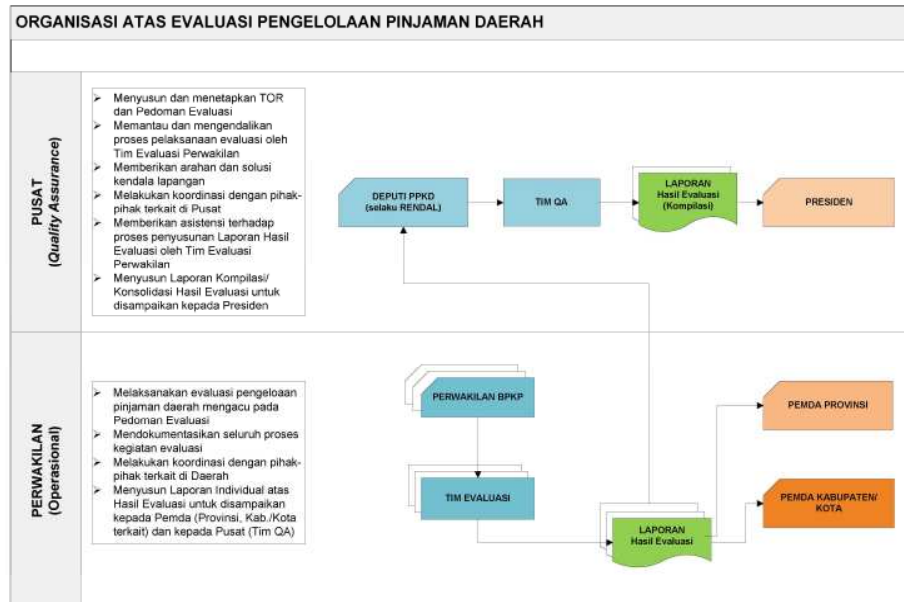 ORGANISASI ATAS EVALUASI PENGELOLAAN PINJAMAN DAERAH
PUSAT
(Quality Assurance)
➢ Menyusun dan menetapkan TOR
dan Pedoman Evaluasi
➢ Memantau dan mengendalikan
proses pelaksanaan evaluasi oleh
Tim Evaluasi Perwakilan
➢ Memberikan arahan dan solusi
kendala lapangan
➢ Melakukan koordinasi dengan pihak-
pihak terkait di Pusat
➢ Memberikan asistensi terhadap
proses penyusunan Laporan Hasil
Evaluasi oleh Tim Evaluasi
Perwakilan
➢ Menyusun Laporan Kompilasi/
Konsolidasi Hasil Evaluasi untuk
disampaikan kepada Presiden
DEPUTI PPKD
(selaku RENDAL)
TIM QA
LAPORAN
Hasil Evaluasi
(Kompilasi)
PRESIDEN
PERWAKILAN
(Operasional)
➢ Melaksanakan evaluasi pengeloaan
pinjaman daerah mengacu pada
Pedoman Evaluasi
➢ Mendokumentasikan seluruh proses
kegiatan evaluasi
➢ Melakukan koordinasi dengan pihak-
pihak terkait di Daerah
➢ Menyusun Laporan Individual atas
Hasil Evaluasi untuk disampaikan
kepada Pemda (Provinsi, Kab./Kota
terkait) dan kepada Pusat (Tim QA)
PERWAKILAN BPKP
TIM EVALUASI
LAPORAN
Hasil Evaluasi
PEMDA PROVINSI
PEMDA KABUPATEN/
KOTA